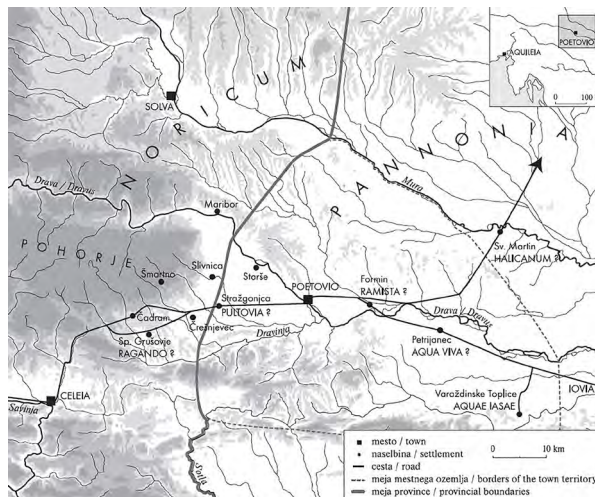 POETOVIO
AQUILEIA
0 100
SOLVA
NORICUM
PANNONIA
Drava / Dravus
Mura
Maribor
POHORJE
Sv. Martin
HALICANUM ?
Slivnica
Starše
Šmartno
POETOVIO
Formin
RAMISTA ?
Stražgonjca
PULTOVIA ?
Čadram
Črešnjevec
Dravinja
Drava / Dravus
Sp. Grušovje
RAGANDO ?
Petrijanec
AQUA VIVA ?
CELEIA
Savinja
Varaždinske Toplice
AQUAE IASAE
IOVIA
Sotla
mesto / town
naselbina / settlement
cesta / road
meja mestnega ozemlja / borders of the town territory
meja province / provincial boundaries
0 10 km